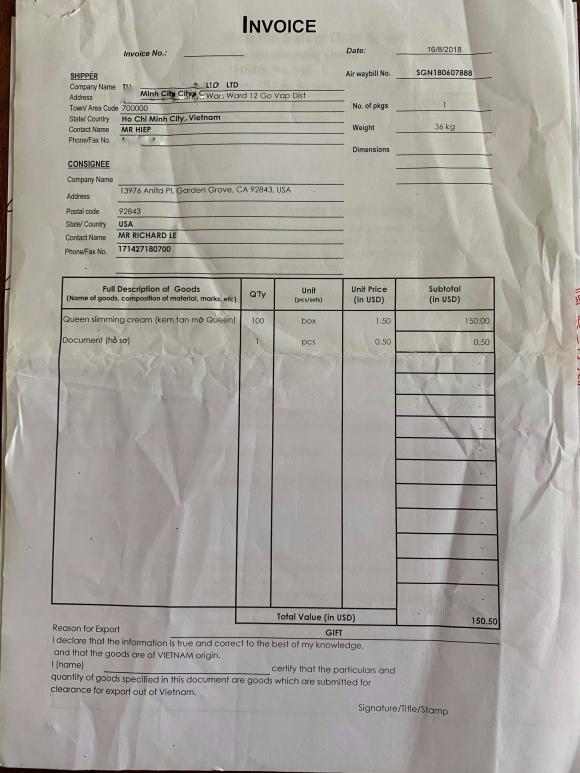 INVOICE
Invoice No.:
Date: 16/8/2018
SHIPPER
Air waybill No. SGN180607888
Company Name LTD LTD
Address Minh City City Ward 12 Go Vap Dist
Town/ Area Code 700000
No. of pkgs 1
State/ Country Ho Chi Minh City, Vietnam
Contact Name MR HIEP
Weight 36 kg
Phone/Fax No.
Dimensions
CONSIGNEE
Company Name
Address 13976 Anita Pl, Garden Grove, CA 92843, USA
Postal code 92843
State/ Country USA
Contact Name MR RICHARD LE
Phone/Fax No. 171427180700
Full Description of Goods Q'Ty Unit Unit Price Subtotal
(Name of goods, composition of material, marks, etc) (pcs/sets) (in USD) (in USD)
Queen slimming cream (kem tan mỡ Queen) 100 box 1.50 150.00
Document (hồ sơ) 1 pcs 0.50 0.50
-
-
-
-
-
-
-
-
-
-
Total Value (in USD) 150.50
Reason for Export GIFT
I declare that the information is true and correct to the best of my knowledge,
and that the goods are of VIETNAM origin.
I (name) certify that the particulars and
quantity of goods specified in this document are goods which are submitted for
clearance for export out of Vietnam.
Signature/Title/Stamp